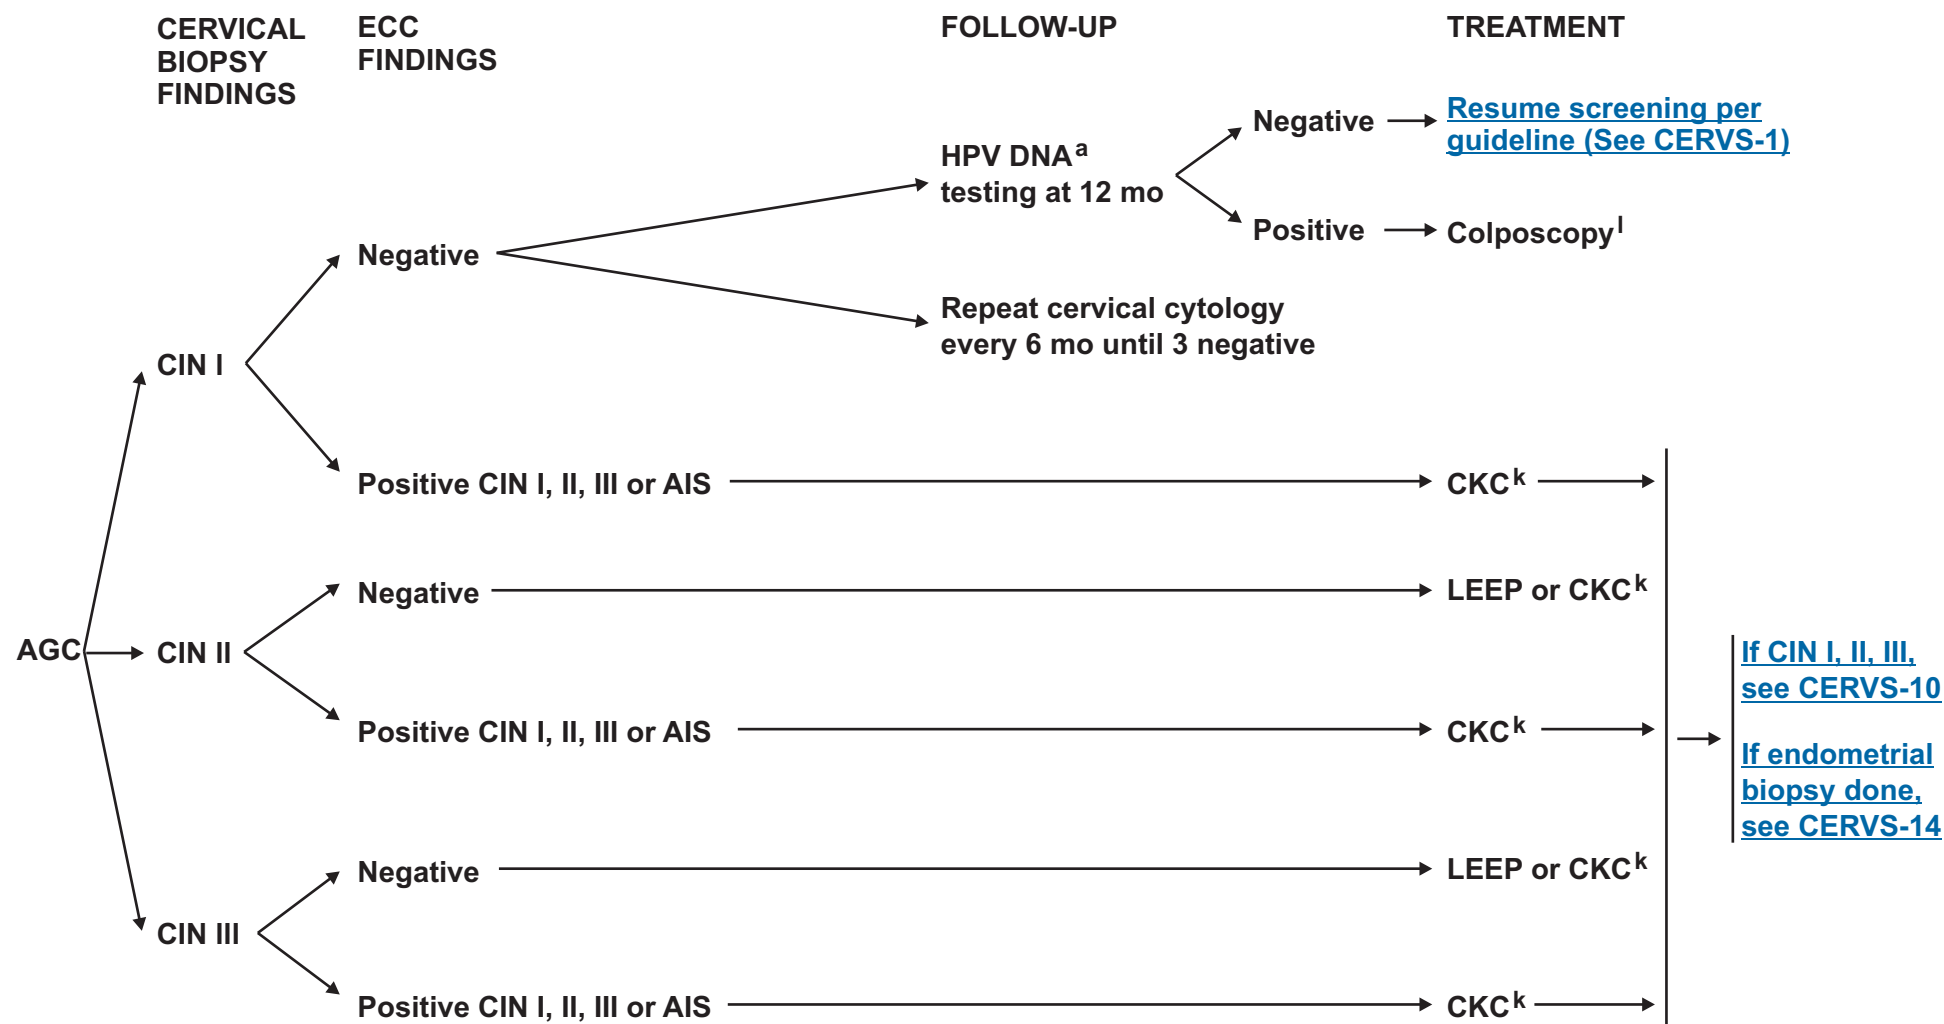 CERVICAL
BIOPSY
FINDINGS
ECC
FINDINGS
FOLLOW-UP
TREATMENT
HPV DNAa
testing at 12 mo
Negative
Resume screening per
guideline (See CERVS-1)
Positive
Colposcopyl
Negative
Repeat cervical cytology
every 6 mo until 3 negative
CIN I
Positive CIN I, II, III or AIS
CKCk
Negative
LEEP or CKCk
AGC
CIN II
Positive CIN I, II, III or AIS
CKCk
If CIN I, II, III,
see CERVS-10
If endometrial
biopsy done,
see CERVS-14
Negative
LEEP or CKCk
CIN III
Positive CIN I, II, III or AIS
CKCk